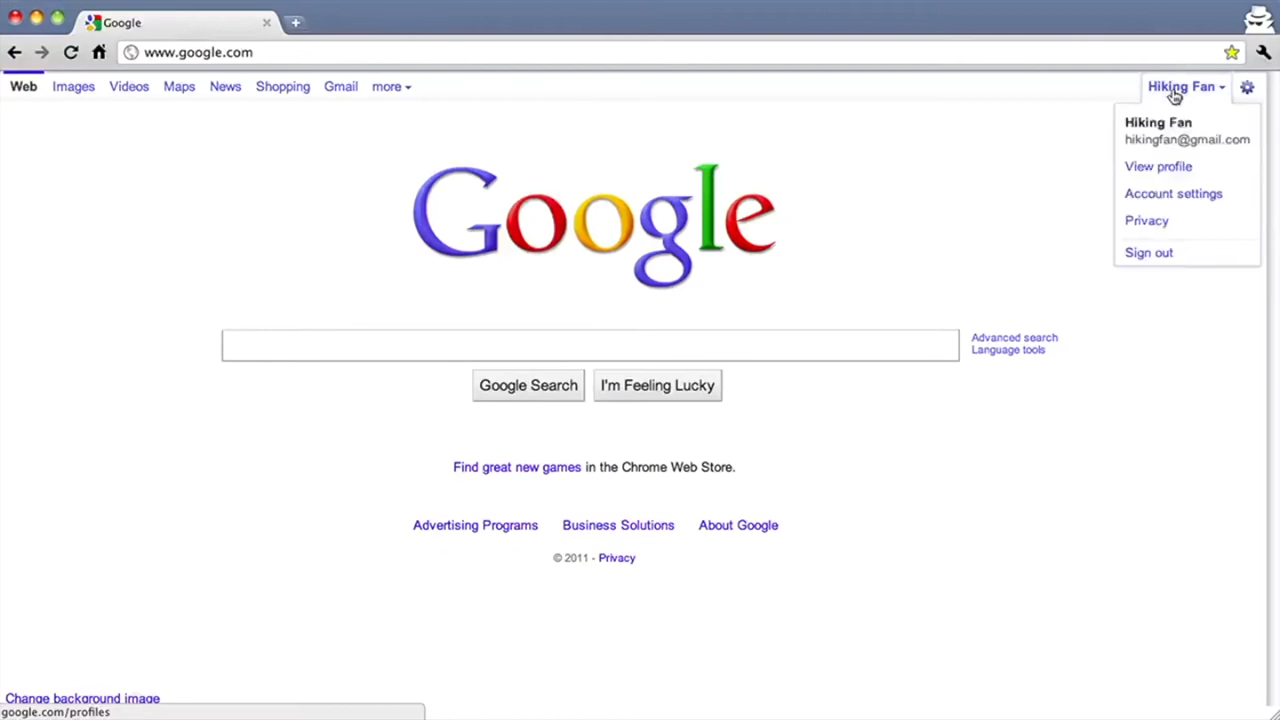 Google
www.google.com
Web Images Videos Maps News Shopping Gmail more
Hiking Fan
Hiking Fan
hikingfan@gmail.com
View profile
Account settings
Privacy
Sign out
Google
Advanced search
Language tools
Google Search I'm Feeling Lucky
Find great new games in the Chrome Web Store.
Advertising Programs Business Solutions About Google
© 2011 - Privacy
Change background image
google.com/profiles